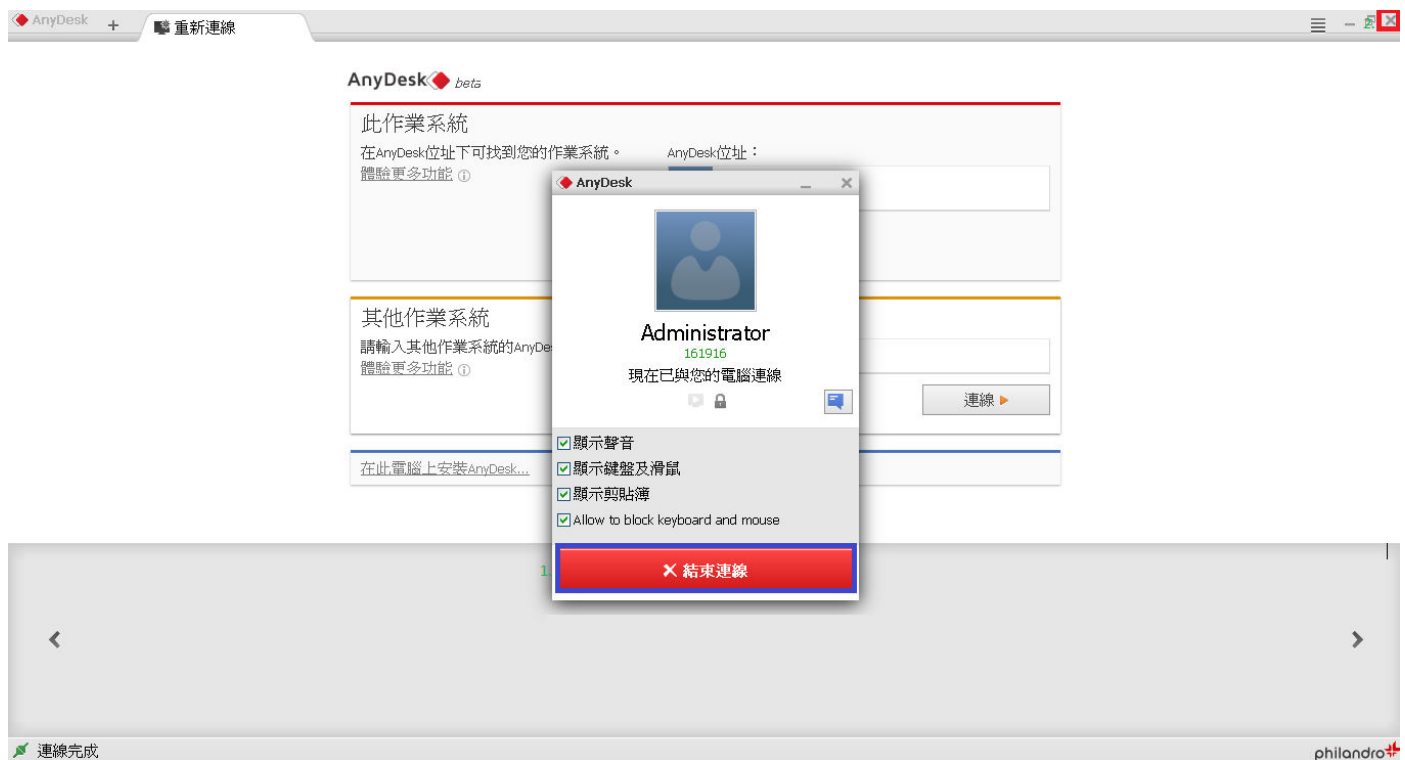 AnyDesk
重新連線
2.
AnyDesk beta
此作業系統
在AnyDesk位址下可找到您的作業系統。
AnyDesk位址：
體驗更多功能
其他作業系統
請輸入其他作業系統的AnyDe
體驗更多功能
連線
在此電腦上安裝AnyDesk...
AnyDesk
Administrator
161916
現在已與您的電腦連線
顯示聲音
顯示鍵盤及滑鼠
顯示剪貼簿
Allow to block keyboard and mouse
1.
結束連線
連線完成
philandro